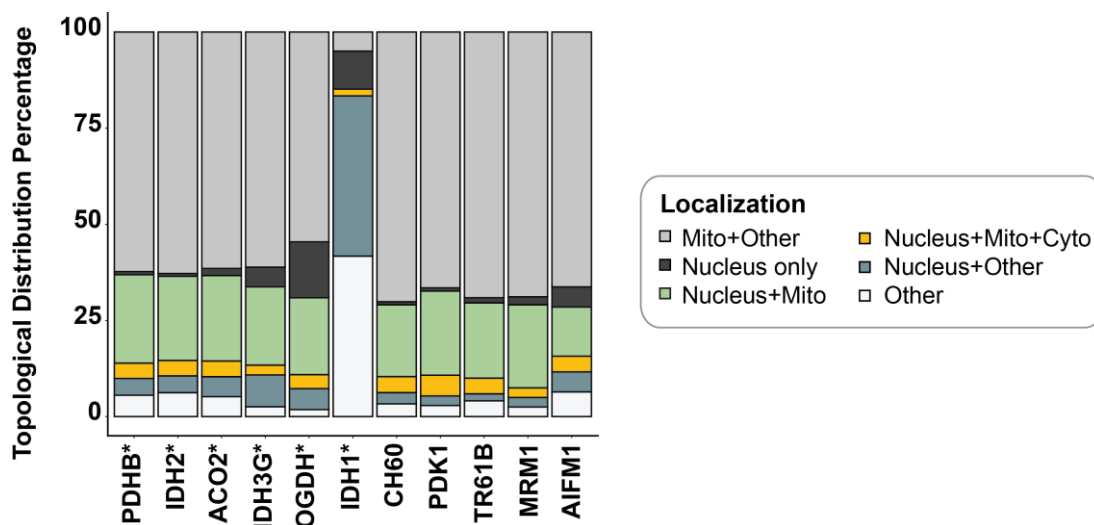 Topological Distribution Percentage
100
75
50
25
0
PDHB*
IDH2*
ACO2*
IDH3G*
OGDH*
IDH1*
CH60
PDK1
TR61B
MRM1
AIFM1
Localization
Mito+Other
Nucleus+Mito+Cyto
Nucleus only
Nucleus+Other
Nucleus+Mito
Other